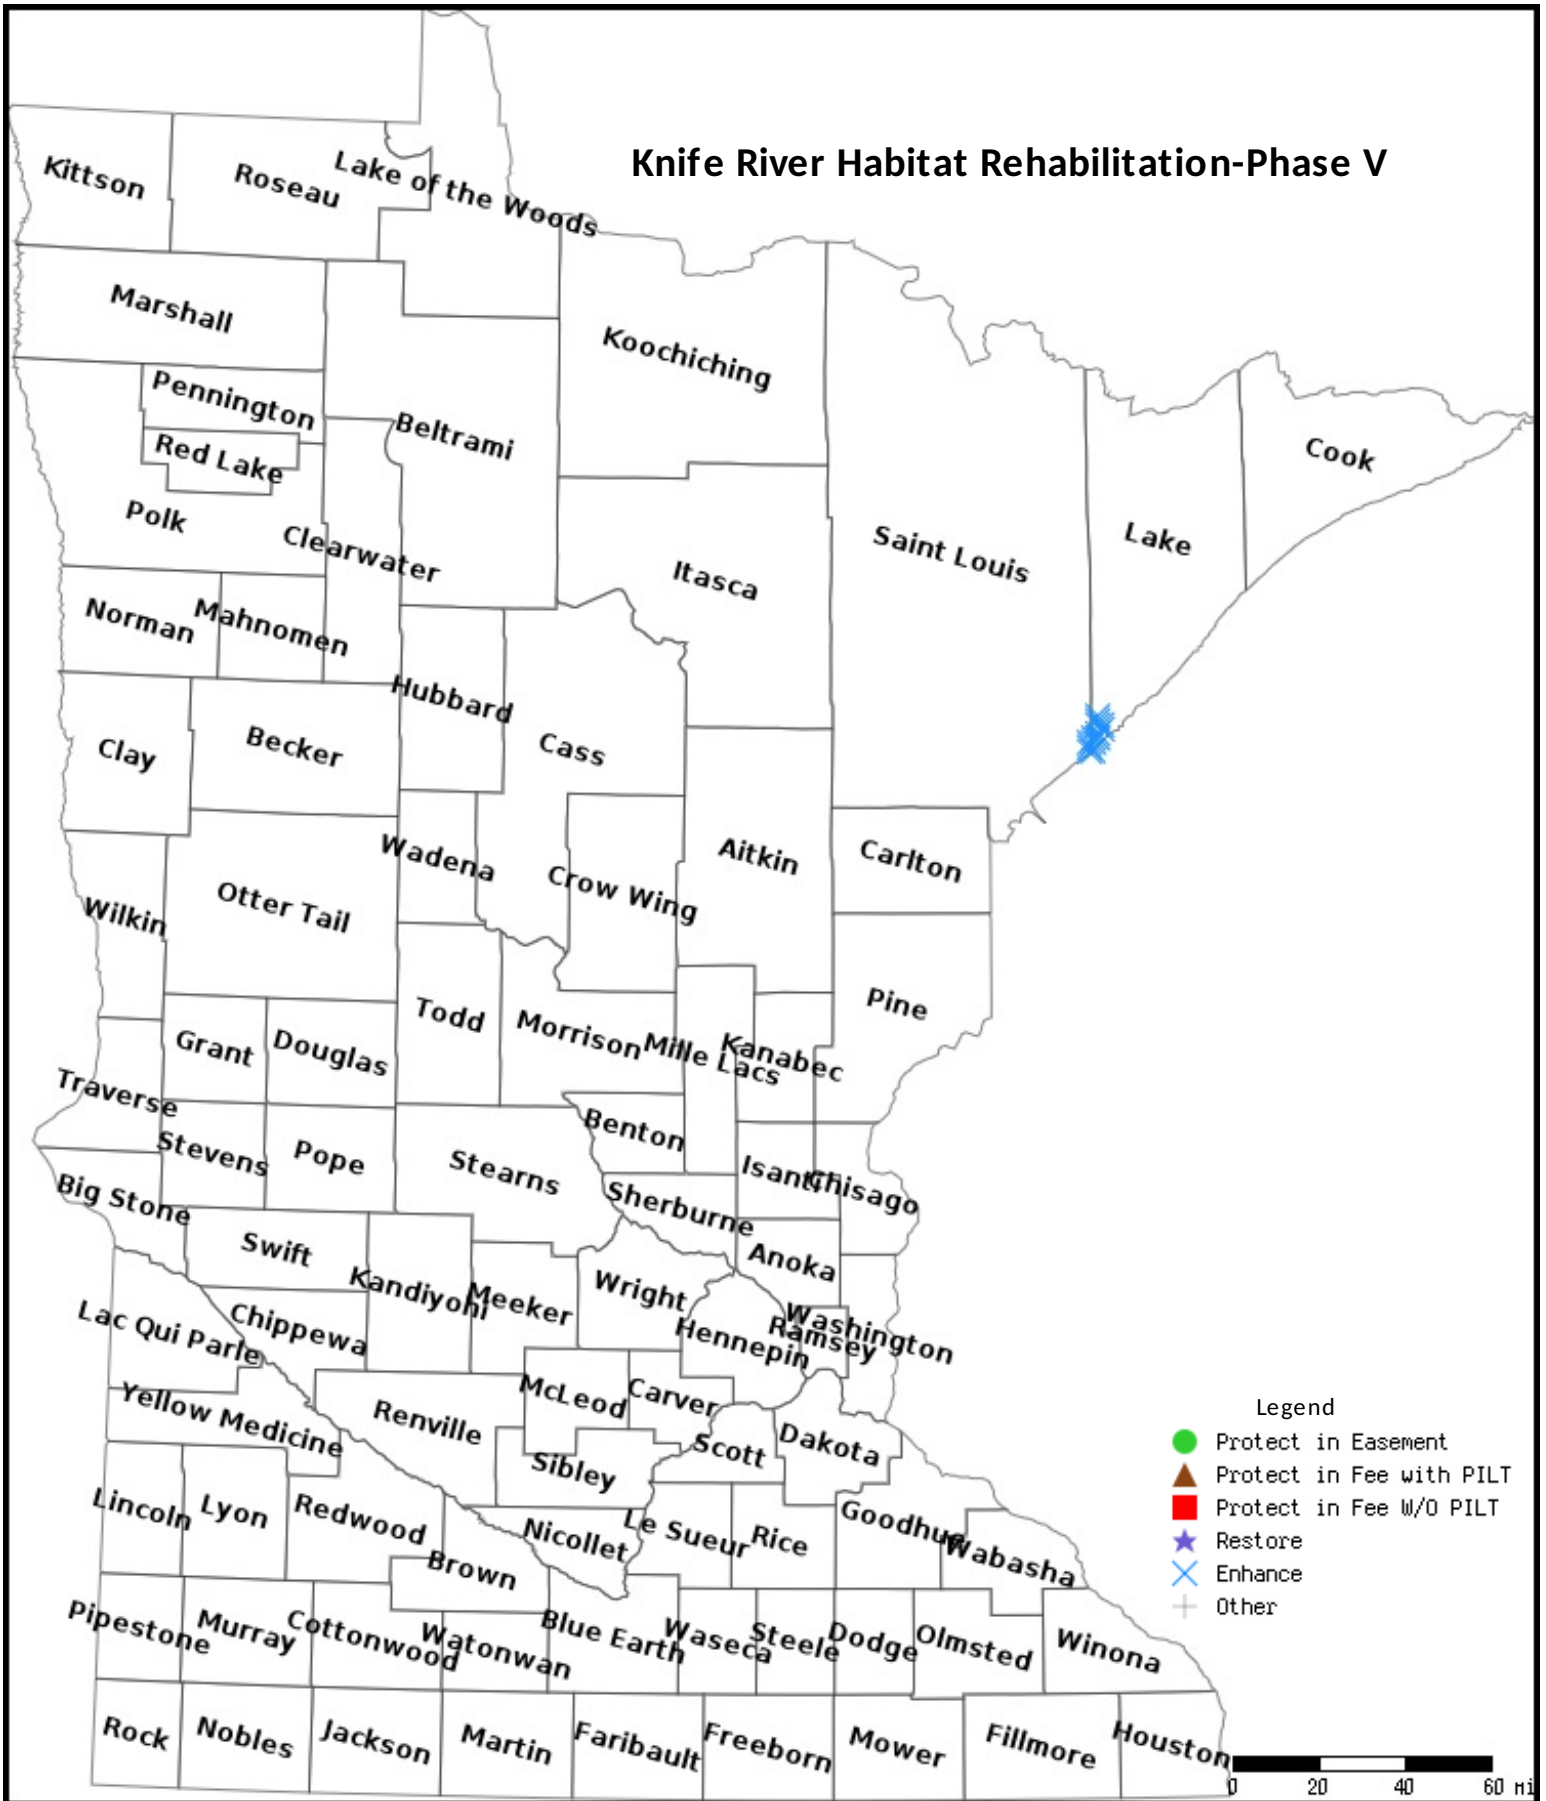 Knife River Habitat Rehabilitation-Phase V
Kittson
Roseau
Lake of the Woods
Marshall
Koochiching
Pennington
Beltrami
Red Lake
Cook
Polk
Clearwater
Saint Louis
Lake
Itasca
Norman
Mahnomen
Hubbard
Clay
Becker
Cass
Wadena
Crow Wing
Aitkin
Carlton
Wilkin
Otter Tail
Pine
Todd
Morrison
Mille Lacs
Kanabec
Grant
Douglas
Traverse
Benton
Stevens
Pope
Stearns
Isanti
Chisago
Big Stone
Sherburne
Swift
Anoka
Kandiyohi
Meeker
Wright
Washington
Ramsey
Hennepin
Lac Qui Parle
Chippewa
McLeod
Carver
Yellow Medicine
Renville
Scott
Dakota
Sibley
Lincoln
Lyon
Redwood
Nicollet
Le Sueur
Rice
Goodhue
Wabasha
Brown
Pipestone
Murray
Cottonwood
Watonwan
Blue Earth
Waseca
Steele
Dodge
Olmsted
Winona
Rock
Nobles
Jackson
Martin
Faribault
Freeborn
Mower
Fillmore
Houston
Legend
Protect in Easement
Protect in Fee with PILT
Protect in Fee W/O PILT
Restore
Enhance
Other
0 20 40 60 mi